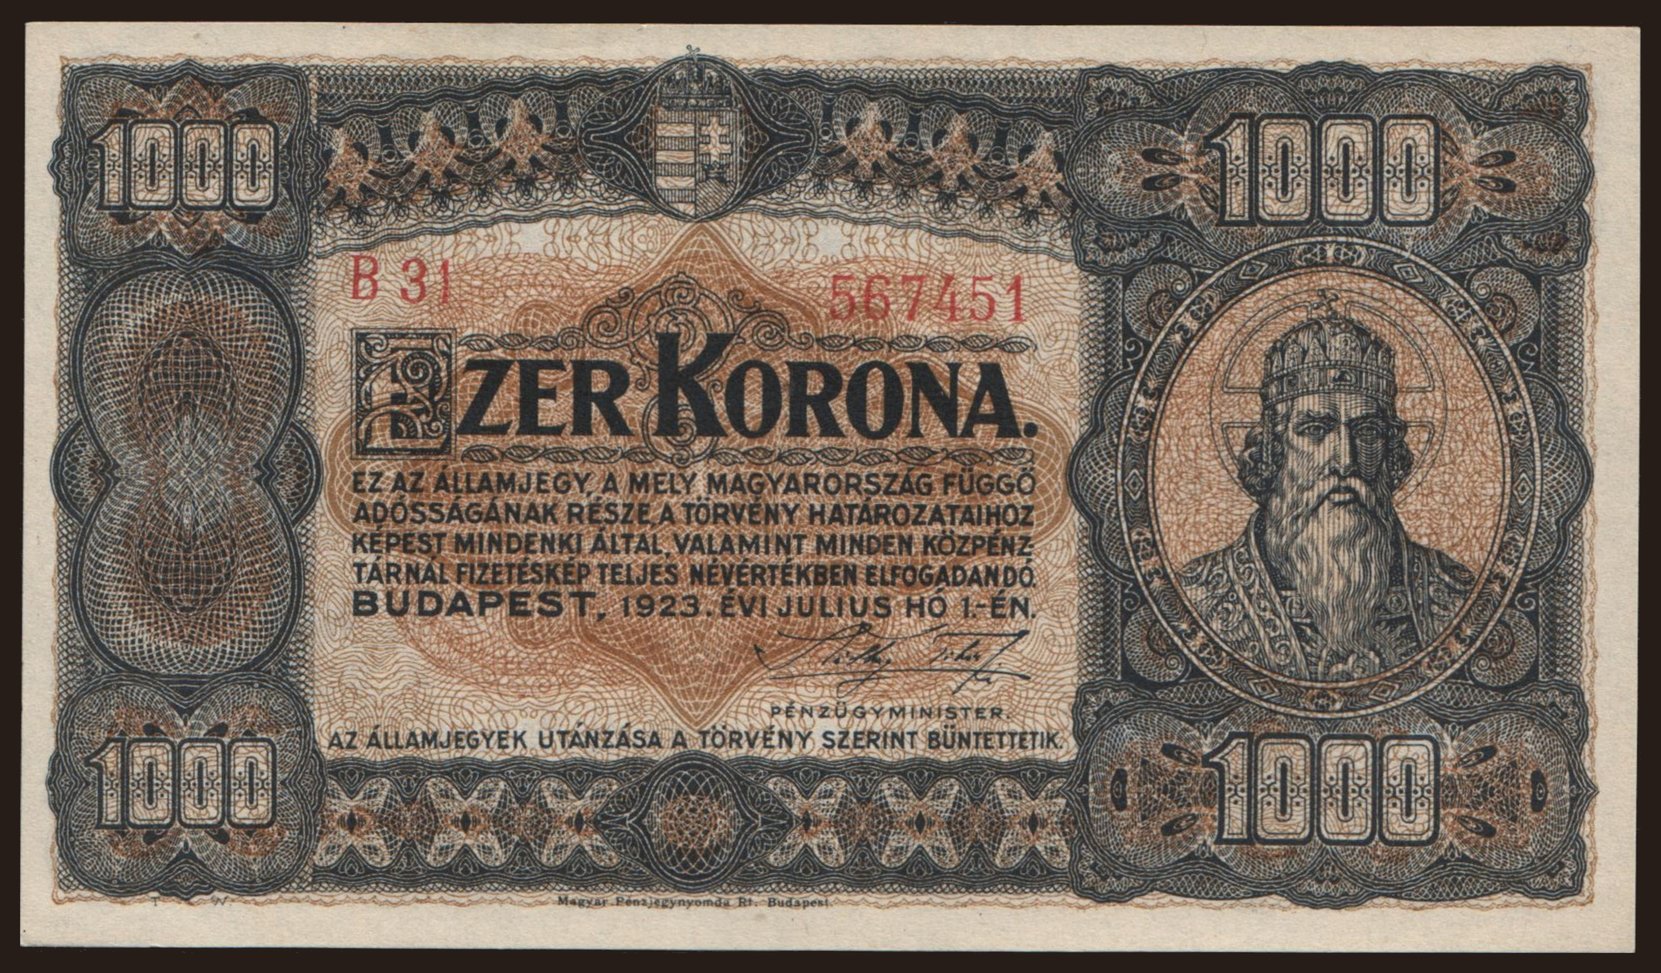 1000
1000
B 31
567451
EZER KORONA.
EZ AZ ÁLLAMJEGY, A MELY MAGYARORSZÁG FÜGGŐ
ADÓSSÁGÁNAK RÉSZE, A TÖRVÉNY HATÁROZATAIHOZ
KÉPEST MINDENKI ÁLTAL, VALAMINT MINDEN KÖZPÉNZ
TÁRNÁL FIZETÉSKÉP TELJES NÉVÉRTÉKBEN ELFOGADANDÓ.
BUDAPEST, 1923. ÉVI JULIUS HÓ 1.-ÉN.
PÉNZÜGYMINISTER.
AZ ÁLLAMJEGYEK UTÁNZÁSA A TÖRVÉNY SZERINT BÜNTETTETIK.
1000
1000
Magyar Pénzjegynyomda Rt. Budapest.